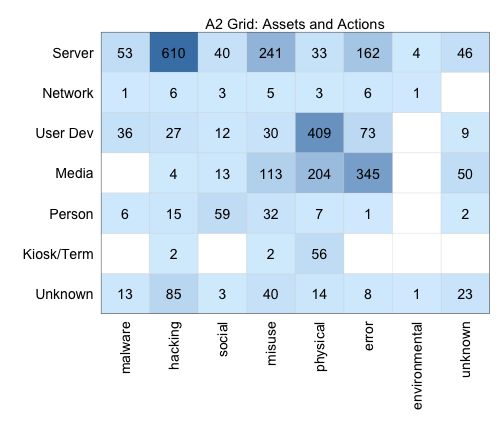 A2 Grid: Assets and Actions
Server 53 610 40 241 33 162 4 46
Network 1 6 3 5 3 6 1
User Dev 36 27 12 30 409 73 9
Media 4 13 113 204 345 50
Person 6 15 59 32 7 1 2
Kiosk/Term 2 2 56
Unknown 13 85 3 40 14 8 1 23
malware hacking social misuse physical error environmental unknown